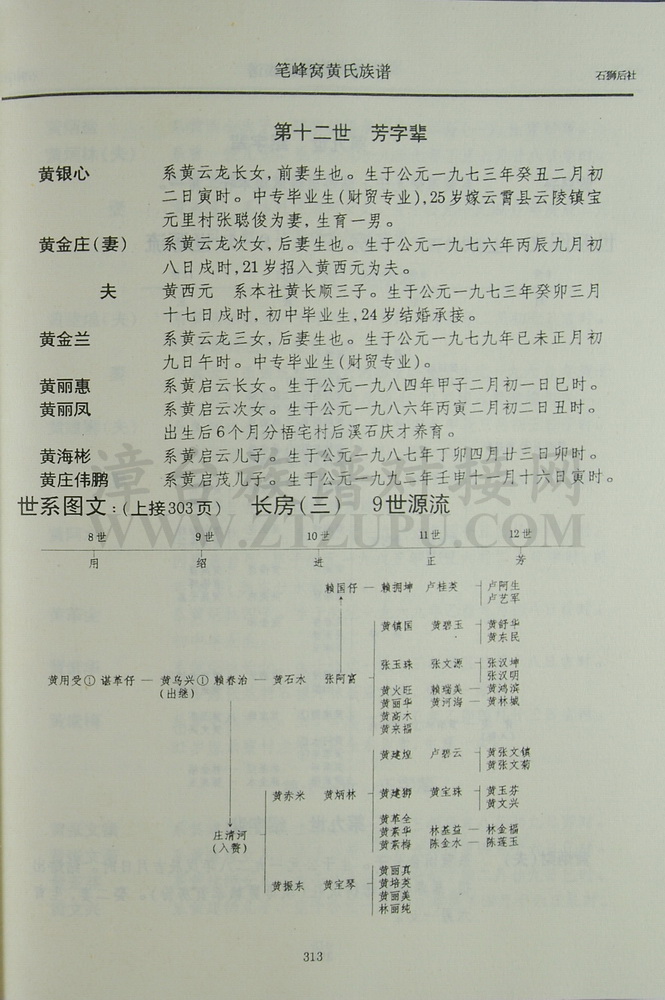 笔峰窝黄氏族谱
石狮后社
第十二世 芳字辈
黄银心 系黄云龙长女,前妻生也。生于公元一九七三年癸丑二月初
二日寅时。中专毕业生(财贸专业),25岁嫁云霄县云陵镇宝
元里村张聪俊为妻,生育一男。
黄金庄(妻) 系黄云龙次女,后妻生也。生于公元一九七六年丙辰九月初
八日戍时,21岁招入黄西元为夫。
夫 黄西元 系本社黄长顺三子。生于公元一九七三年癸卯三月
十七日戍时,初中毕业生,24岁结婚承接。
黄金兰 系黄云龙三女,后妻生也。生于公元一九七九年已未正月初
九日午时。中专毕业生(财贸专业)。
黄丽惠 系黄启云长女。生于公元一九八四年甲子二月初一日巳时。
黄丽凤 系黄启云次女。生于公元一九八六年丙寅二月初二日丑时。
出生后6个月分梧宅村后溪石庆才养育。
黄海彬 系黄启云儿子。生于公元一九八七年丁卯四月廿三日卯时。
黄庄伟鹏 系黄启茂儿子。生于公元一九九二年壬申十一月十六日寅时。
世系图文:(上接303页) 长房(三) 9世源流
8世 9世 10世 11世 12世
用 绍 进 正 芳
赖国仔 赖拥坤 卢桂英 卢阿生
卢艺军
黄镇国 黄碧玉 黄舒华
黄东民
张玉珠 张文源 张汉坤
张汉明
黄用受① 谌革仔 黄乌兴① 赖春治 黄石水 张阿富
(出继)
黄火旺 赖瑞美 黄鸿滨
黄丽华 黄河海 黄林城
黄高木
黄来福
黄建煌 卢碧云 黄张文镇
黄张文菊
黄赤米 黄炳林 黄建狮 黄宝珠 黄玉芬
黄文兴
黄革全
庄清河 黄素华 林基益 林金福
(入赘) 黄素梅 陈金水 陈莲玉
黄振东 黄宝琴 黄丽真
黄培英
黄丽美
林丽纯
313
WWW.ZTZUPU.COM